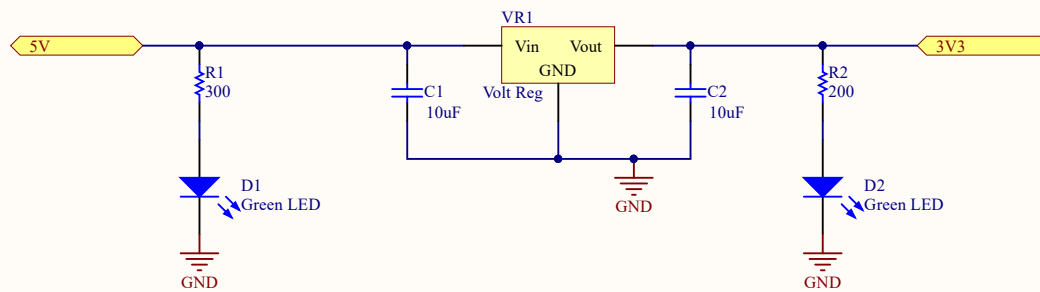 VR1
5V
Vin Vout
3V3
GND
R1
300
C1
10uF
Volt Reg
C2
10uF
R2
200
D1
Green LED
D2
Green LED
GND
GND
GND